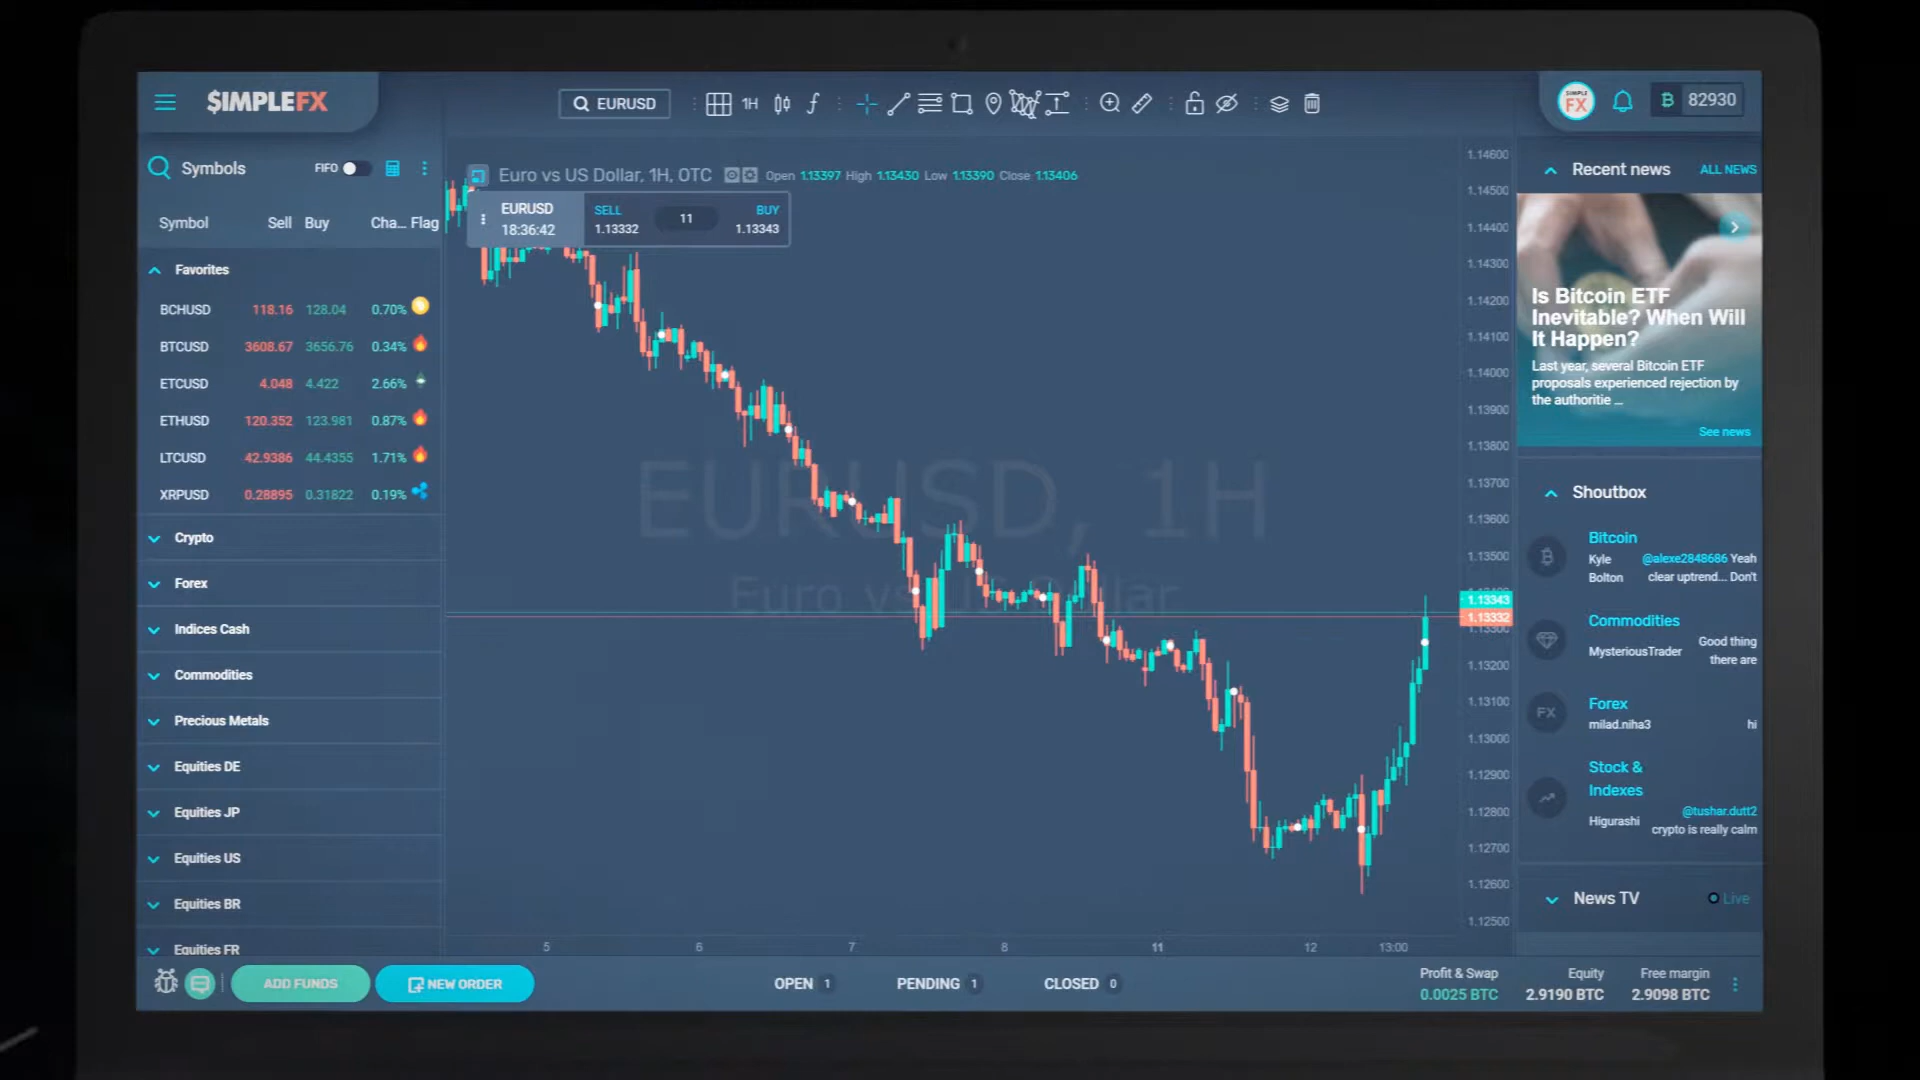 $IMPLEFX
EURUSD
1H
SIMPLE
FX
82930
Symbols
FIFO
Symbol Sell Buy Cha... Flag
Favorites
BCHUSD 118.16 128.04 0.70%
BTCUSD 3608.67 3656.76 0.34%
ETCUSD 4.048 4.422 2.66%
ETHUSD 120.352 123.981 0.87%
LTCUSD 42.9386 44.4355 1.71%
XRPUSD 0.28895 0.31822 0.19%
Crypto
Forex
Indices Cash
Commodities
Precious Metals
Equities DE
Equities JP
Equities US
Equities BR
Equities FR
Euro vs US Dollar, 1H, OTC Open 1.13397 High 1.13430 Low 1.13390 Close 1.13406
EURUSD
18:36:42
SELL 11 BUY
1.13332 1.13343
EURUSD, 1H
Euro vs US Dollar
1.14600
1.14500
1.14400
1.14300
1.14200
1.14100
1.14000
1.13900
1.13800
1.13700
1.13600
1.13500
1.13343
1.13332
1.13300
1.13200
1.13100
1.13000
1.12900
1.12800
1.12700
1.12600
1.12500
5 6 7 8 11 12 13:00
Recent news ALL NEWS
Is Bitcoin ETF
Inevitable? When Will
It Happen?
Last year, several Bitcoin ETF
proposals experienced rejection by
the authoritie ...
See news
Shoutbox
Bitcoin
Kyle Bolton
@alexe2848686 Yeah
clear uptrend... Don't
Commodities
MysteriousTrader
Good thing
there are
FX
Forex
milad.niha3 hi
Stock &
Indexes
Higurashi
@tushar.dutt2
crypto is really calm
News TV Live
ADD FUNDS
NEW ORDER
OPEN 1
PENDING 1
CLOSED 0
Profit & Swap Equity Free margin
0.0025 BTC 2.9190 BTC 2.9098 BTC